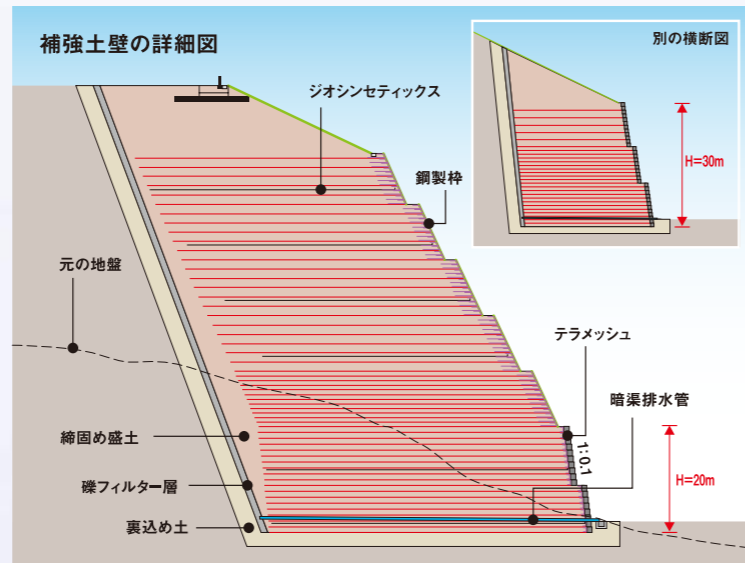 補強土壁の詳細図
別の横断図
ジオシンセティックス
鋼製枠
H=30m
元の地盤
テラメッシュ
暗渠排水管
締固め盛土
1:0.1
H=20m
礫フィルター層
裏込め土